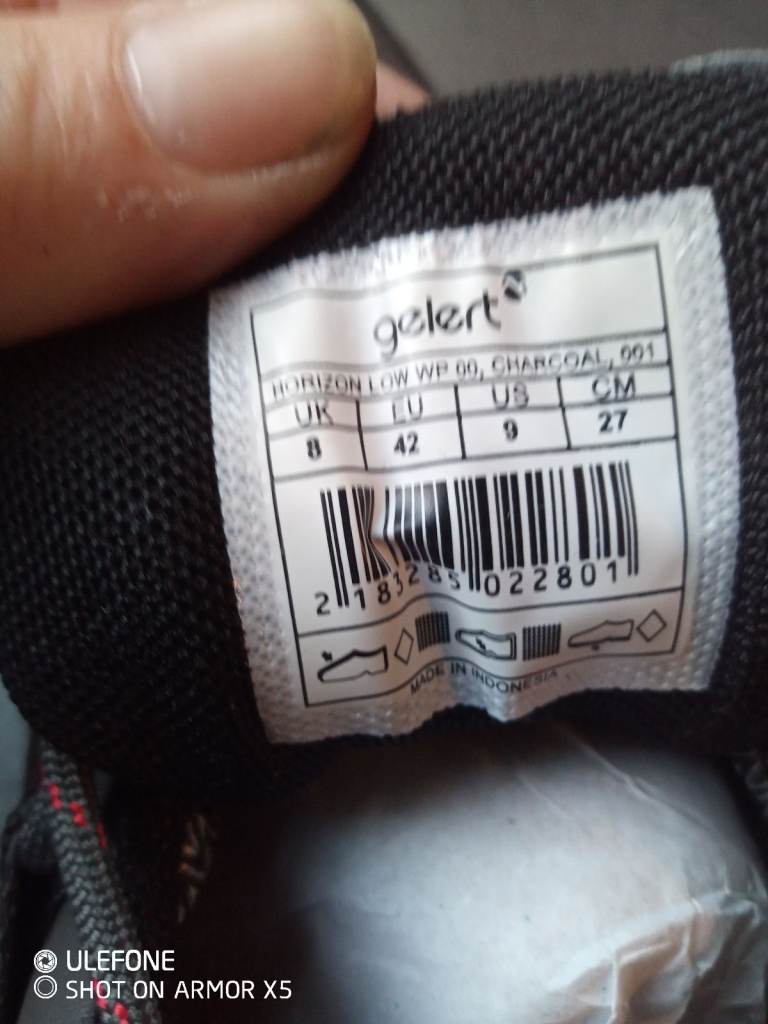 gelert
HORIZON LOW WP 00, CHARCOAL, 001
UK EU US CM
8 42 9 27
2 183285 022801
MADE IN INDONESIA
ULEFONE
SHOT ON ARMOR X5